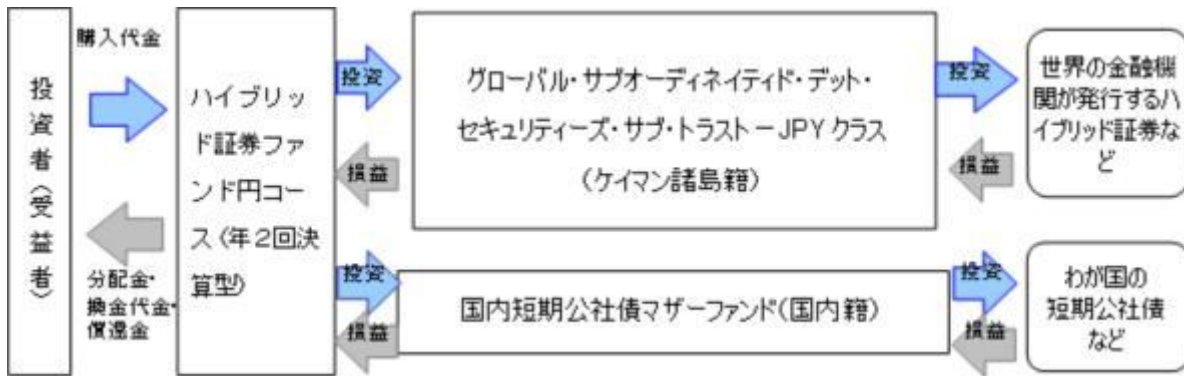 投資者(受益者)
購入代金
分配金・
換金代金・
償還金
ハイブリッ
ド証券ファ
ンド円コー
ス(年2回決
算型)
投資
損益
グローバル・サブオーディネイティド・デット・
セキュリティーズ・サブ・トラスト-JPYクラス
(ケイマン諸島籍)
投資
損益
世界の金融機
関が発行するハ
イブリッド証券な
ど
投資
損益
国内短期公社債マザーファンド(国内籍)
投資
損益
わが国の
短期公社債
など